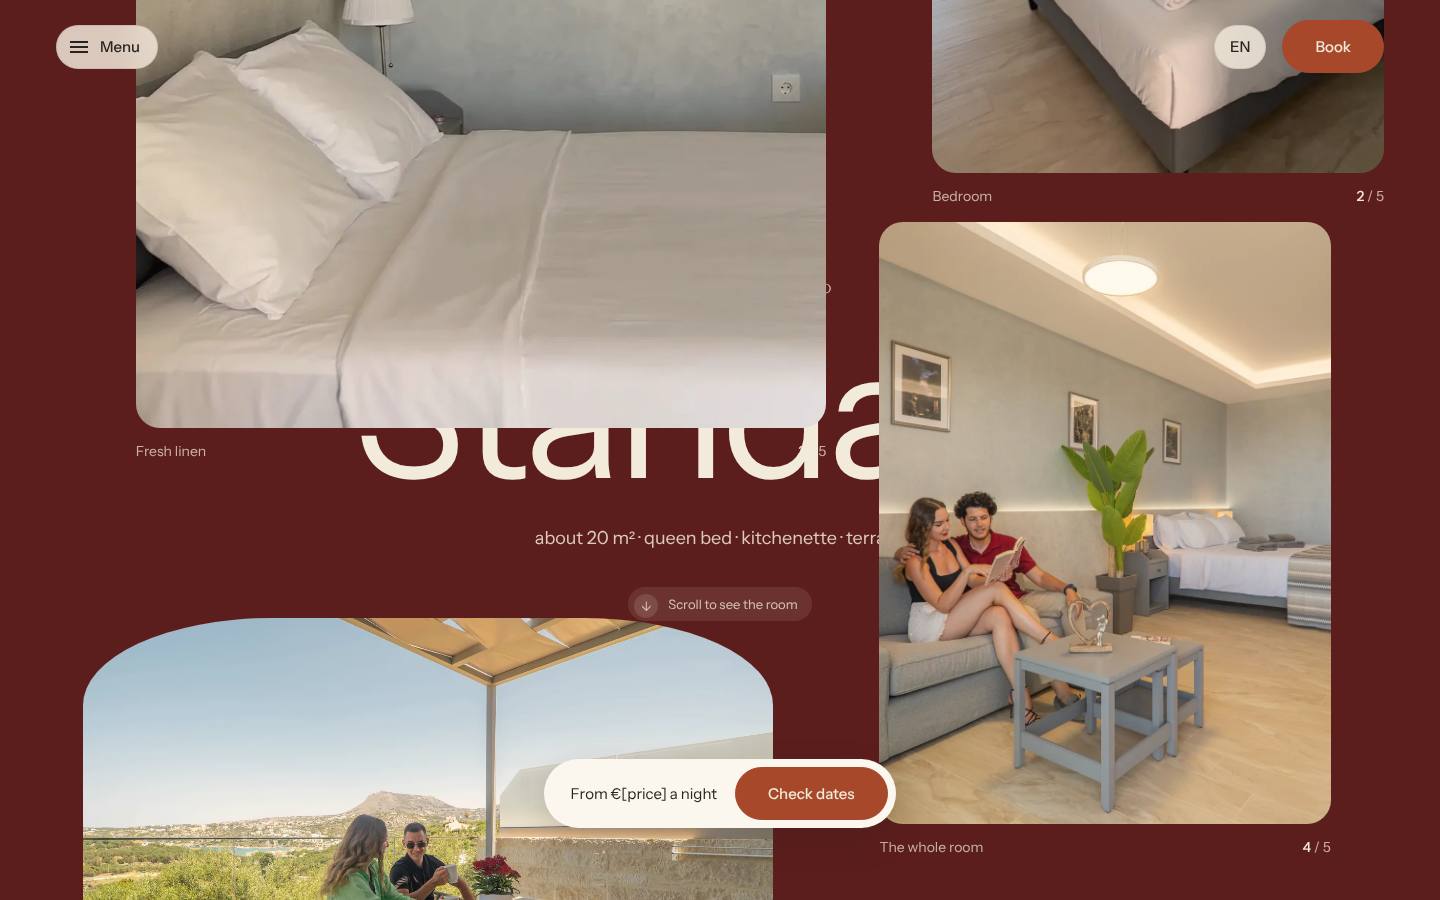 Menu
EN
Book
Bedroom
2 / 5
Fresh linen
5
about 20 m² · queen bed · kitchenette ·
Scroll to see the room
From €[price] a night
Check dates
The whole room
4 / 5